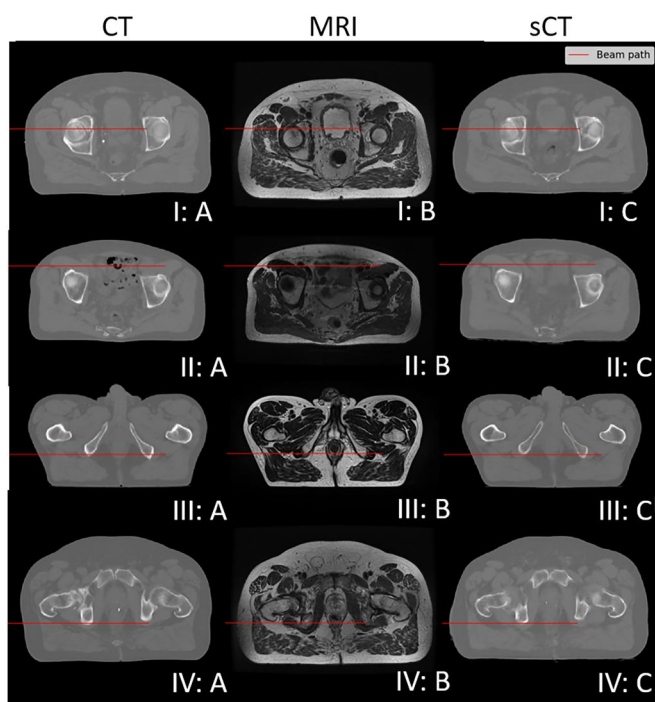 CT MRI sCT
Beam path
I: A I: B I: C
II: A II: B II: C
III: A III: B III: C
IV: A IV: B IV: C